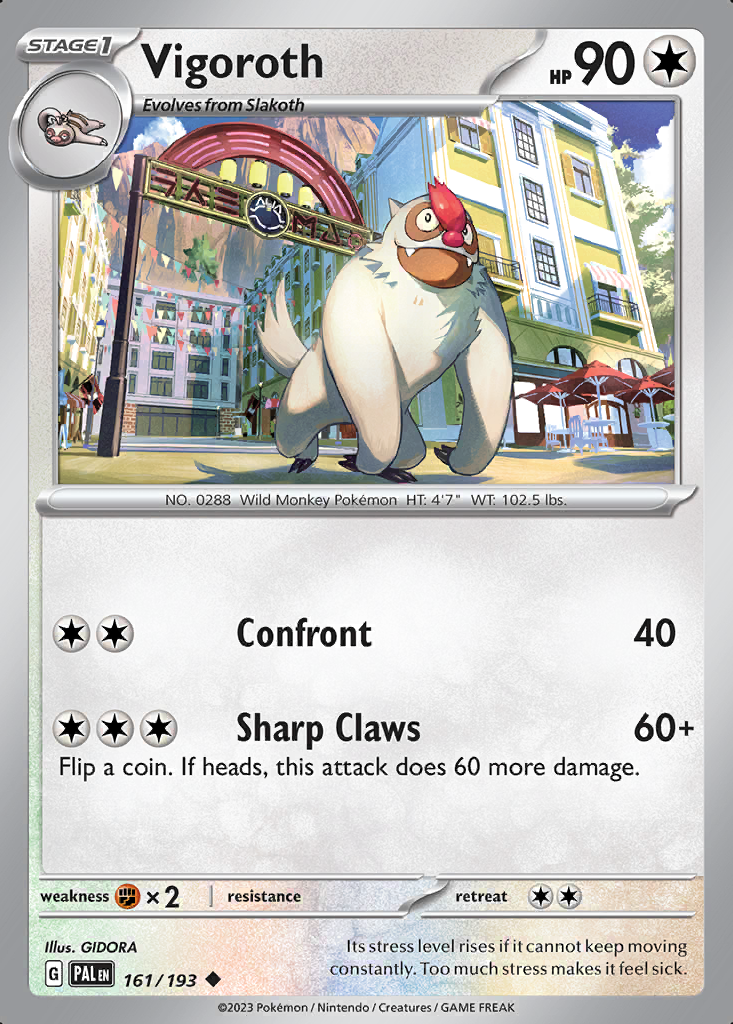 STAGE 1
Vigoroth
HP 90
Evolves from Slakoth
NO. 0288 Wild Monkey Pokémon HT: 4'7" WT: 102.5 lbs.
Confront 40
Sharp Claws 60+
Flip a coin. If heads, this attack does 60 more damage.
weakness ×2 resistance retreat
Illus. GIDORA
Its stress level rises if it cannot keep moving
constantly. Too much stress makes it feel sick.
G PAL EN 161/193
©2023 Pokémon / Nintendo / Creatures / GAME FREAK